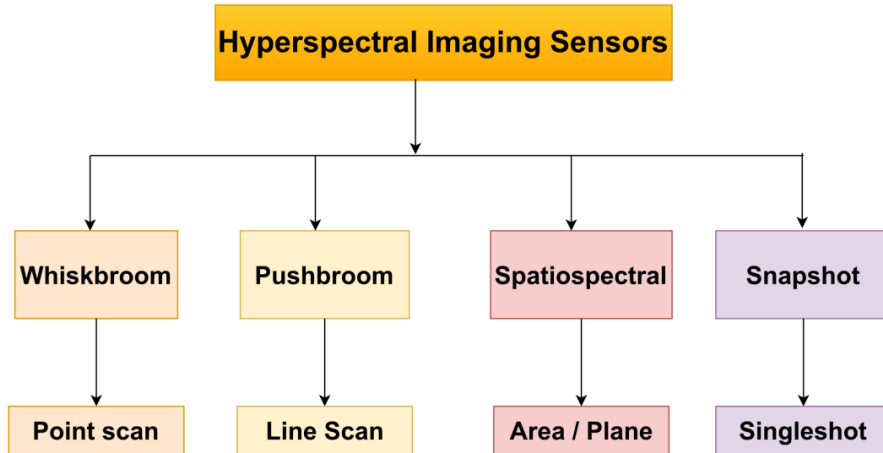 Hyperspectral Imaging Sensors
Whiskbroom
Pushbroom
Spatiospectral
Snapshot
Point scan
Line Scan
Area / Plane
Singleshot